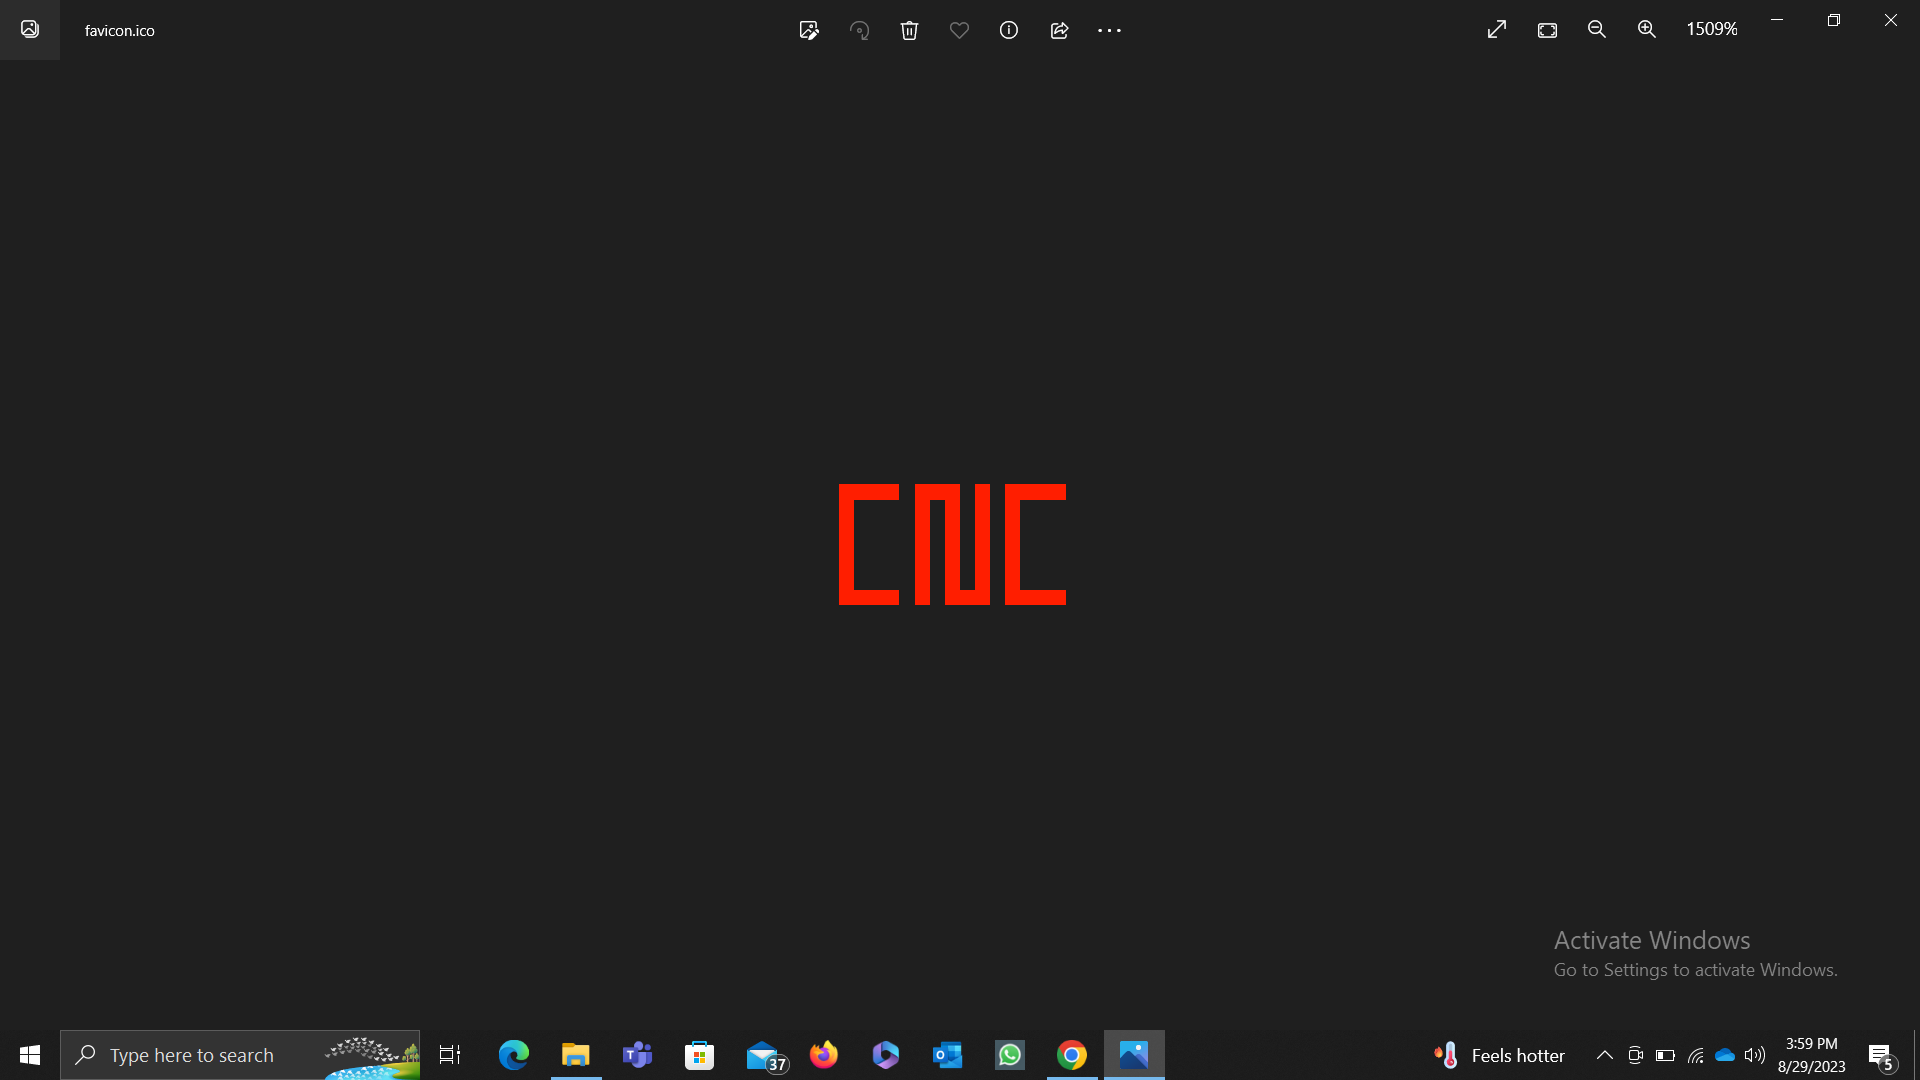 favicon.ico
1509%
CNC
Activate Windows
Go to Settings to activate Windows.
Type here to search
37
Feels hotter
3:59 PM
8/29/2023
5